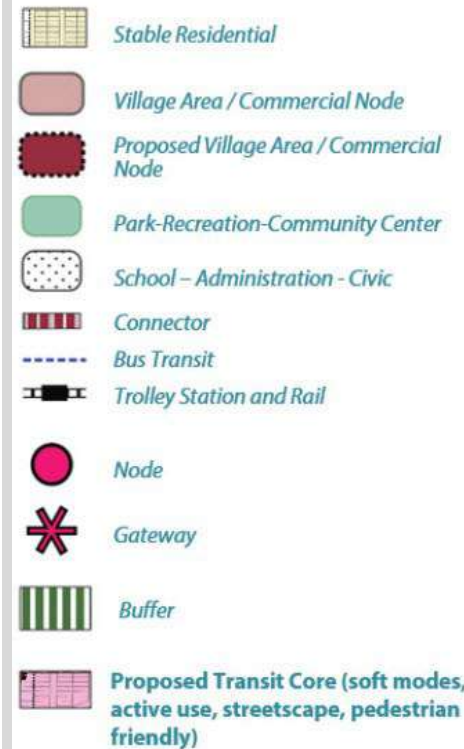 Stable Residential
Village Area / Commercial Node
Proposed Village Area / Commercial
Node
Park-Recreation-Community Center
School – Administration - Civic
Connector
Bus Transit
Trolley Station and Rail
Node
Gateway
Buffer
Proposed Transit Core (soft modes,
active use, streetscape, pedestrian
friendly)